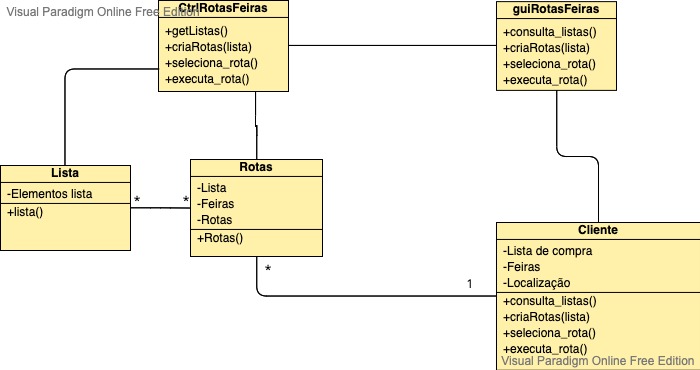 Visual Paradigm Online Free Edition
CtrlRotasFeiras
+getListas()
+criaRotas(lista)
+seleciona_rota()
+executa_rota()
guiRotasFeiras
+consulta_listas()
+criaRotas(lista)
+seleciona_rota()
+executa_rota()
Lista
-Elementos lista
+lista()
*
*
Rotas
-Lista
-Feiras
-Rotas
+Rotas()
*
1
Cliente
-Lista de compra
-Feiras
-Localização
+consulta_listas()
+criaRotas(lista)
+seleciona_rota()
+executa_rota()
Visual Paradigm Online Free Edition